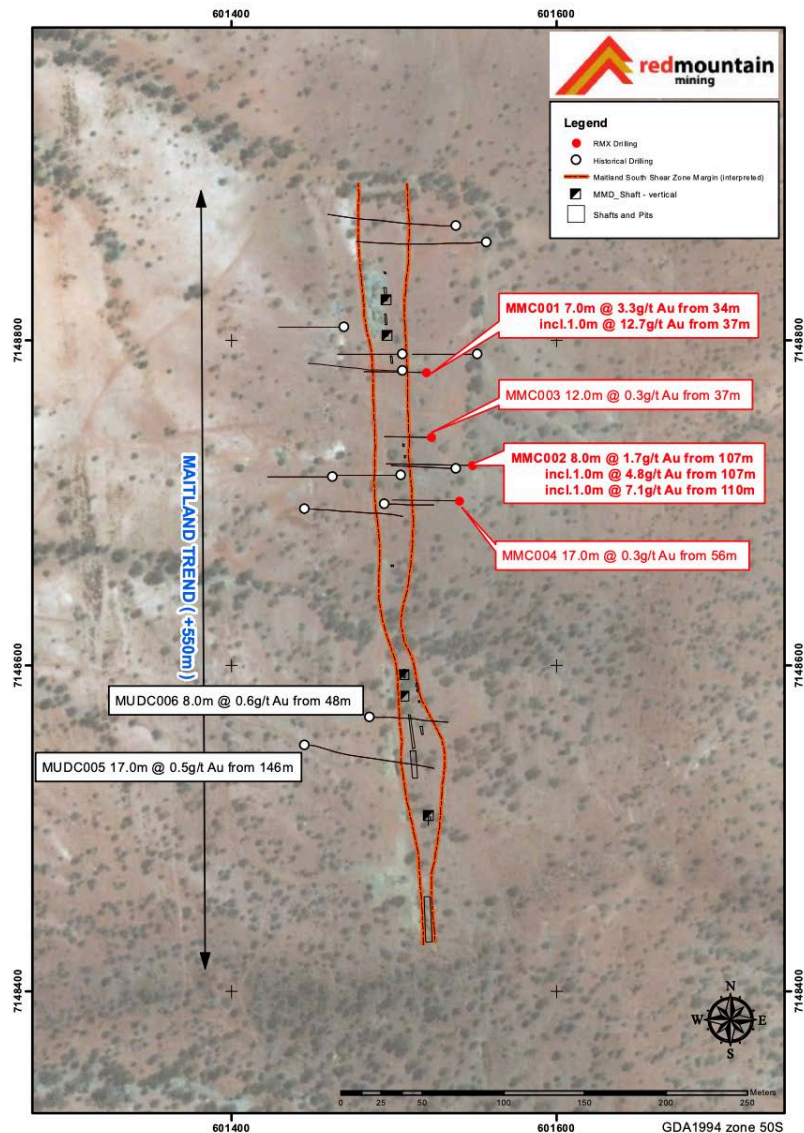 601400
601600
redmountain
mining
Legend
RMX Drilling
Historical Drilling
Maitland South Shear Zone Margin (interpreted)
MMD_Shaft - vertical
Shafts and Pits
7148800
7148800
MMC001 7.0m @ 3.3g/t Au from 34m
incl.1.0m @ 12.7g/t Au from 37m
MMC003 12.0m @ 0.3g/t Au from 37m
MMC002 8.0m @ 1.7g/t Au from 107m
incl.1.0m @ 4.8g/t Au from 107m
incl.1.0m @ 7.1g/t Au from 110m
MMC004 17.0m @ 0.3g/t Au from 56m
MAITLAND TREND ( +550m )
7148600
7148600
MUDC006 8.0m @ 0.6g/t Au from 48m
MUDC005 17.0m @ 0.5g/t Au from 146m
7148400
7148400
N
W
E
S
Meters
0 25 50 100 150 200 250
601400
601600
GDA1994 zone 50S